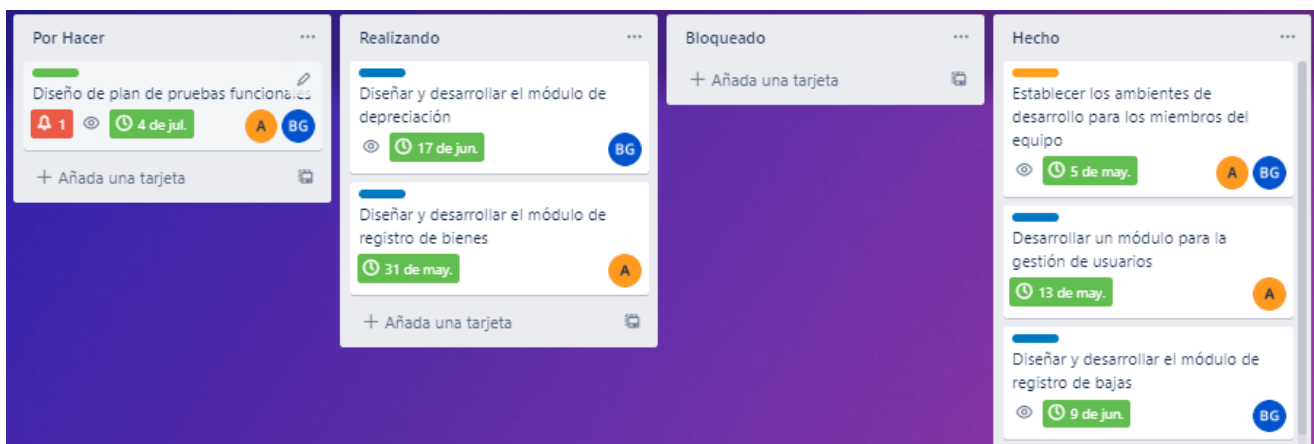 Por Hacer
Diseño de plan de pruebas funcionales
1
4 de jul.
A
BG
Añada una tarjeta
Realizando
Diseñar y desarrollar el módulo de
depreciación
17 de jun.
BG
Diseñar y desarrollar el módulo de
registro de bienes
31 de may.
A
Añada una tarjeta
Bloqueado
Añada una tarjeta
Hecho
Establecer los ambientes de
desarrollo para los miembros del
equipo
5 de may.
A
BG
Desarrollar un módulo para la
gestión de usuarios
13 de may.
A
Diseñar y desarrollar el módulo de
registro de bajas
9 de jun.
BG